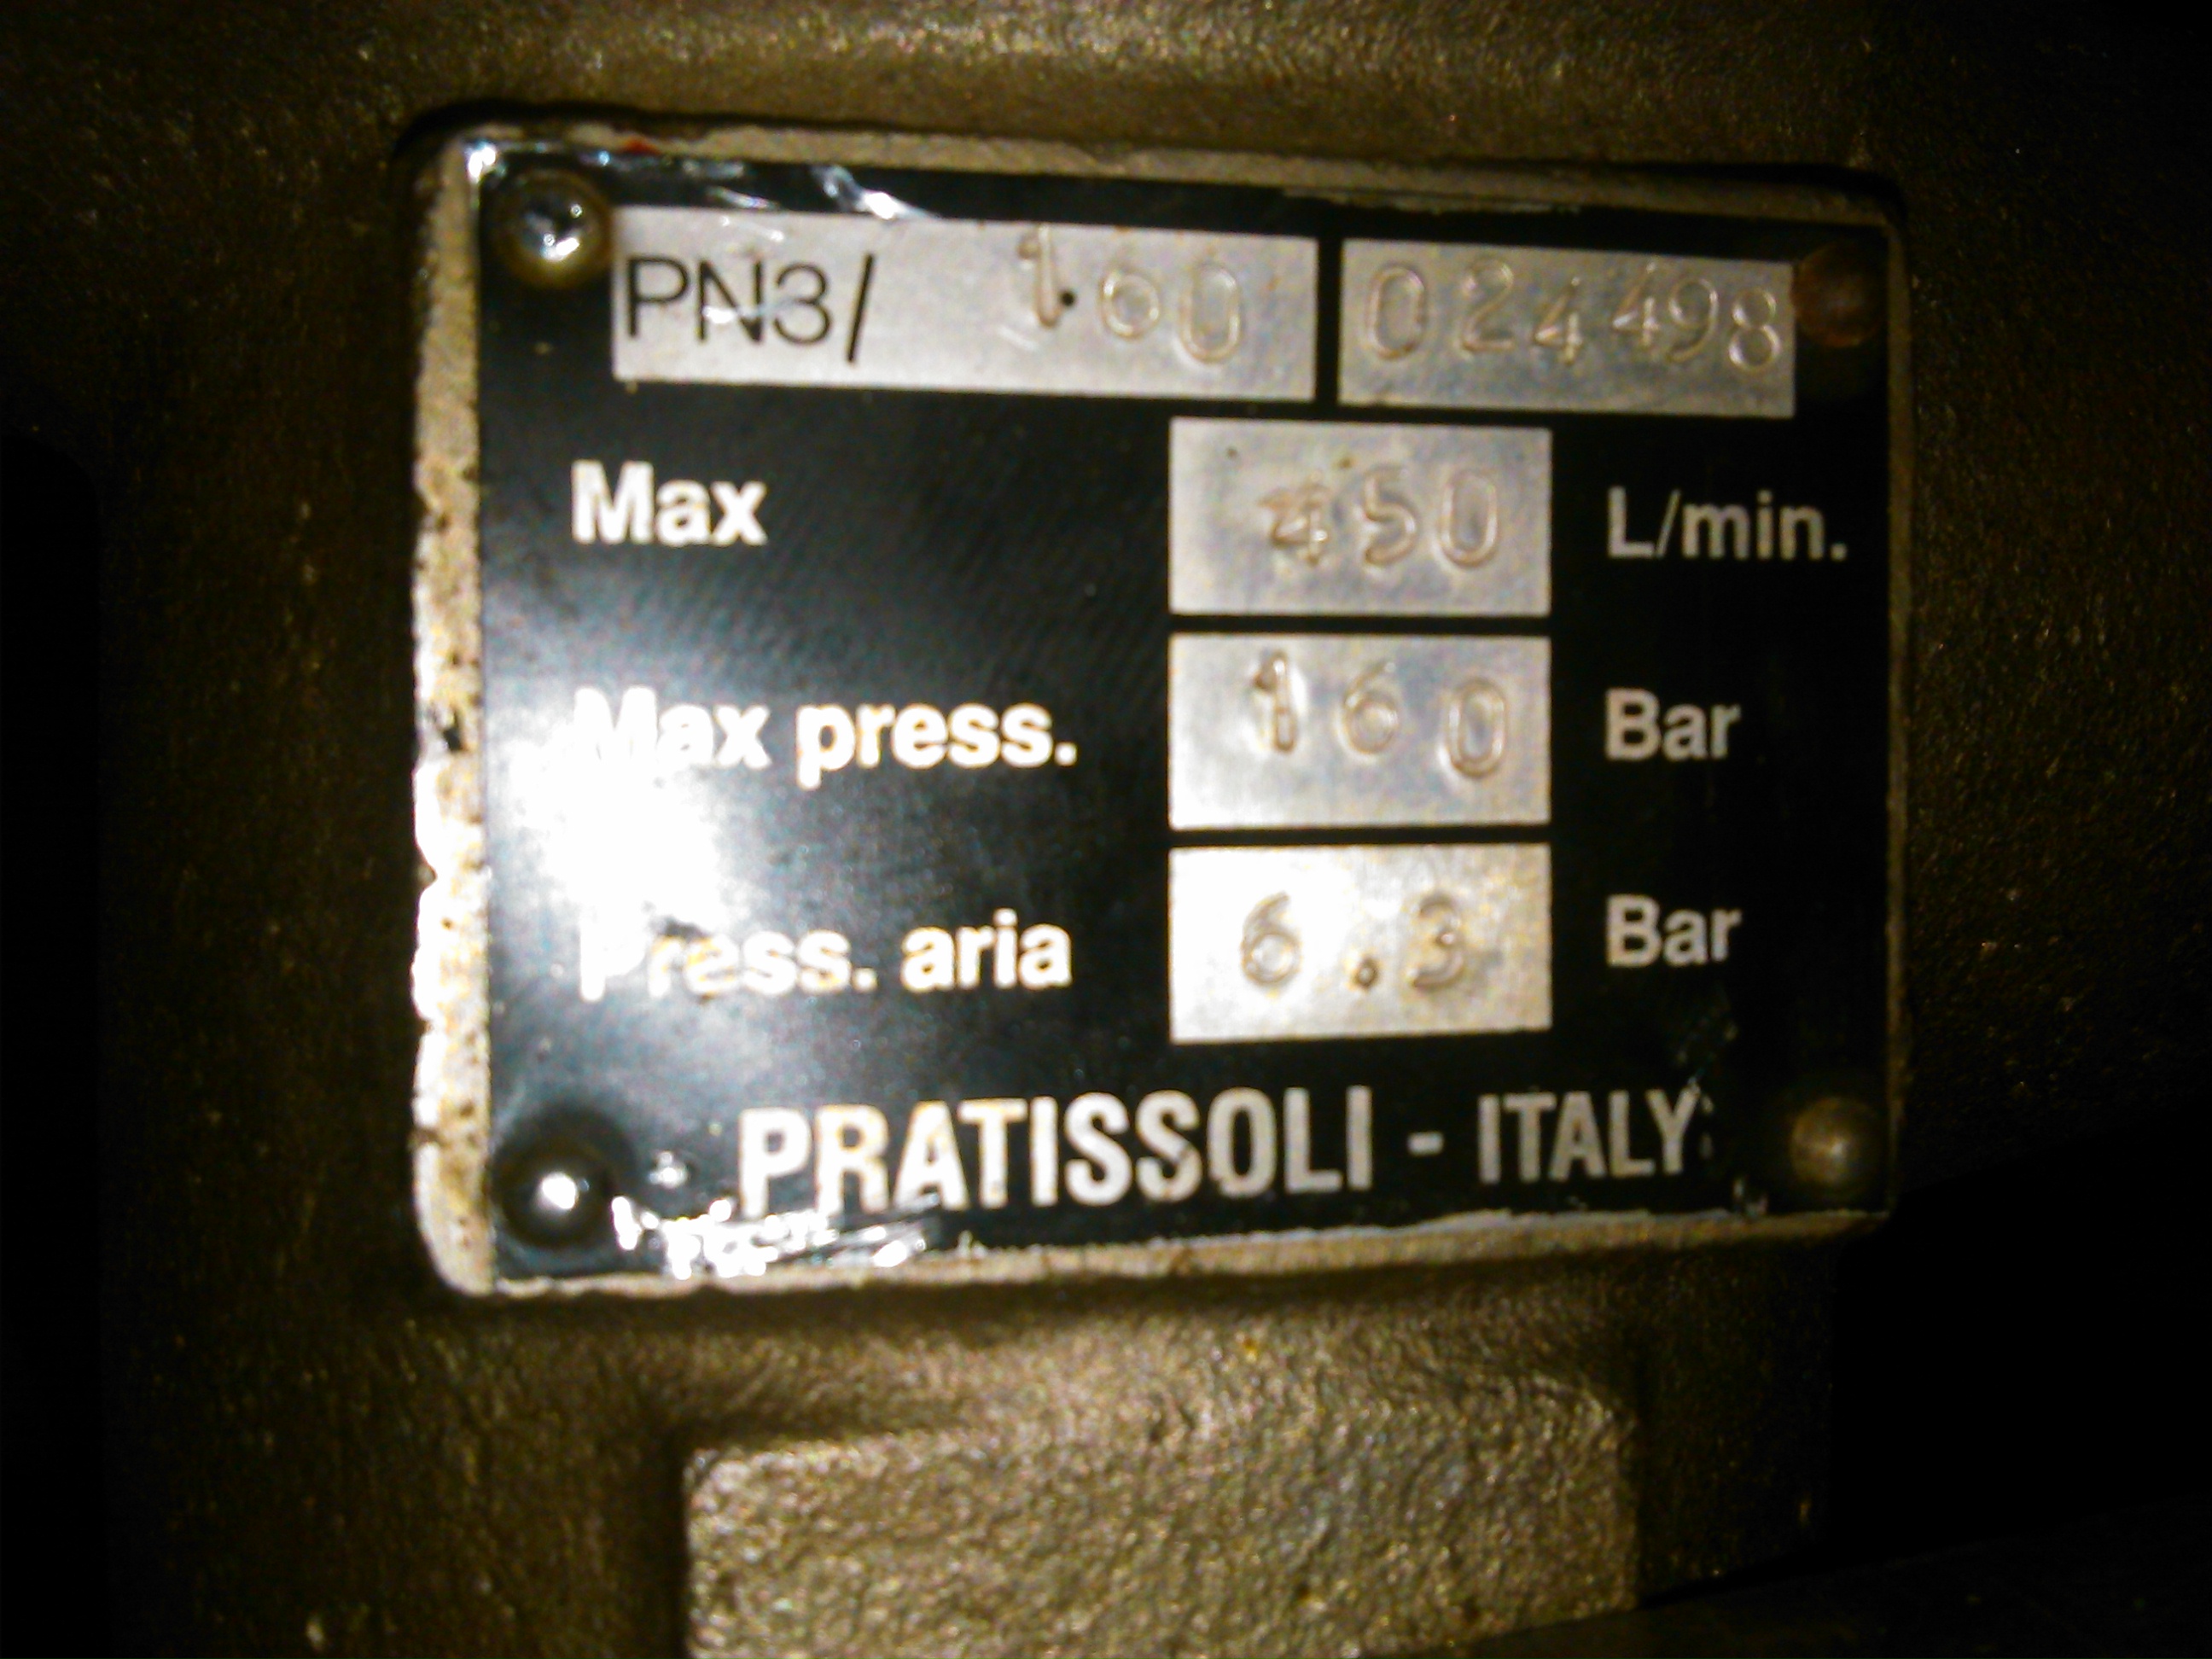 PN3/ 160 024498
Max 450 L/min.
Max press. 160 Bar
Press. aria 6.3 Bar
PRATISSOLI - ITALY